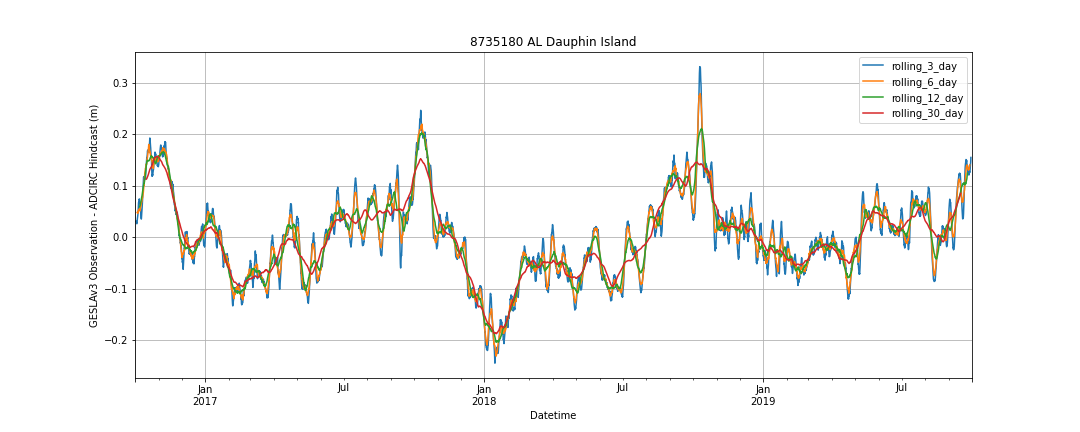 8735180 AL Dauphin Island
GESLAv3 Observation - ADCIRC Hindcast (m)
0.3
0.2
0.1
0.0
−0.1
−0.2
rolling_3_day
rolling_6_day
rolling_12_day
rolling_30_day
Jan
2017
Jul
Jan
2018
Jul
Jan
2019
Jul
Datetime